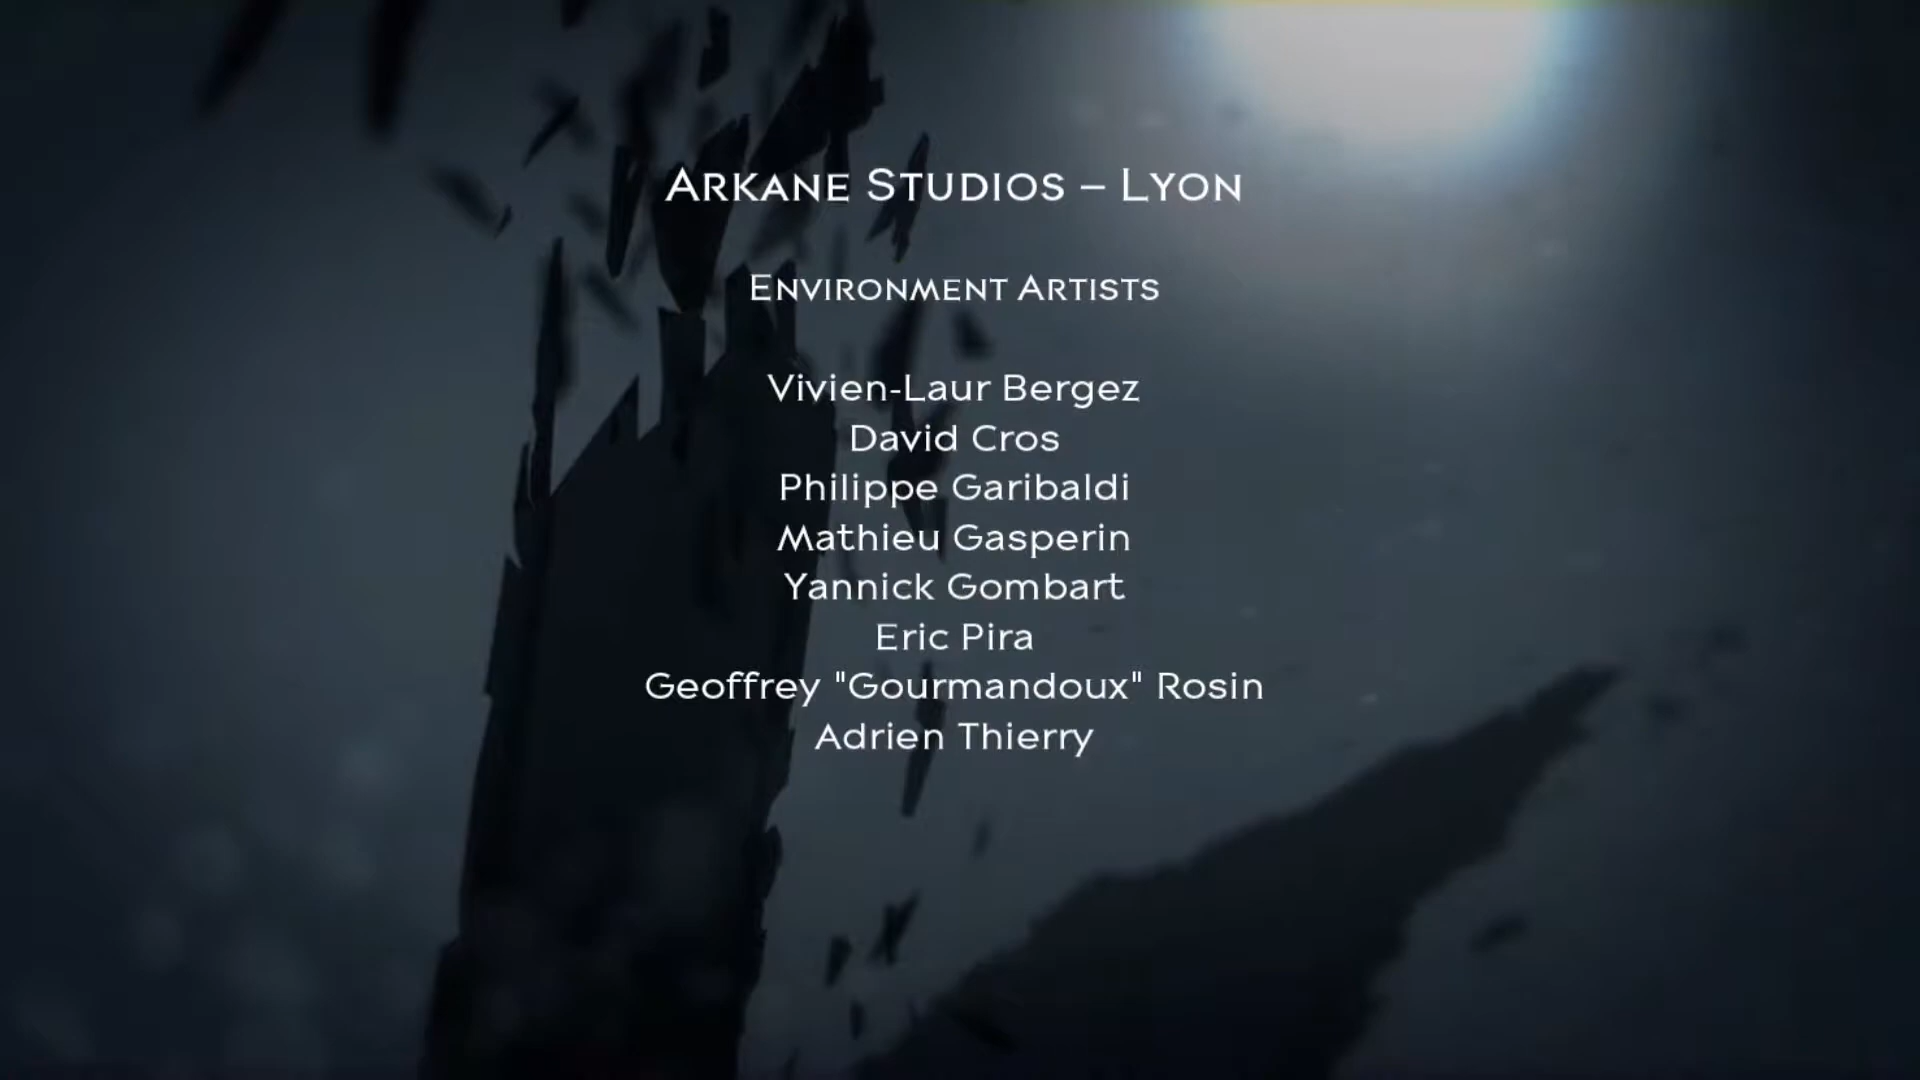 Arkane Studios – Lyon
Environment Artists
Vivien-Laur Bergez
David Cros
Philippe Garibaldi
Mathieu Gasperin
Yannick Gombart
Eric Pira
Geoffrey "Gourmandoux" Rosin
Adrien Thierry